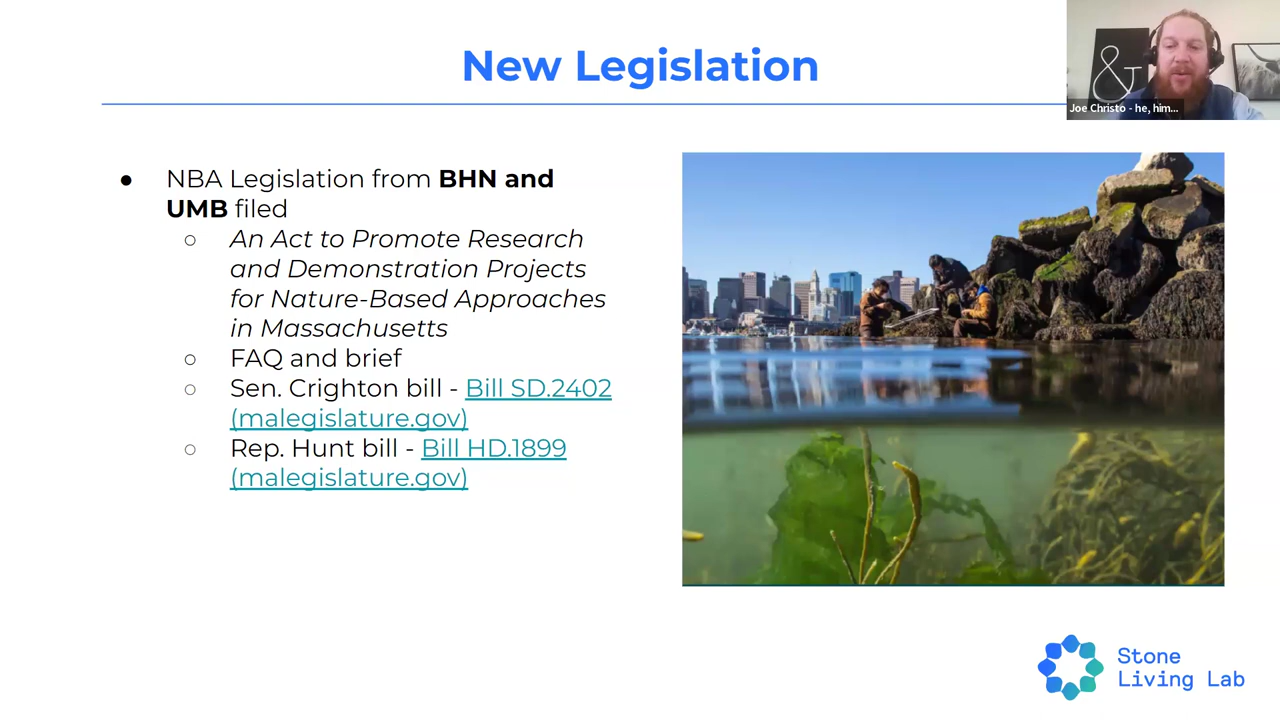 New Legislation
&
Joe Christo - he, him...
● NBA Legislation from BHN and
UMB filed
○ An Act to Promote Research
and Demonstration Projects
for Nature-Based Approaches
in Massachusetts
○ FAQ and brief
○ Sen. Crighton bill - Bill SD.2402
(malegislature.gov)
○ Rep. Hunt bill - Bill HD.1899
(malegislature.gov)
Stone
Living Lab